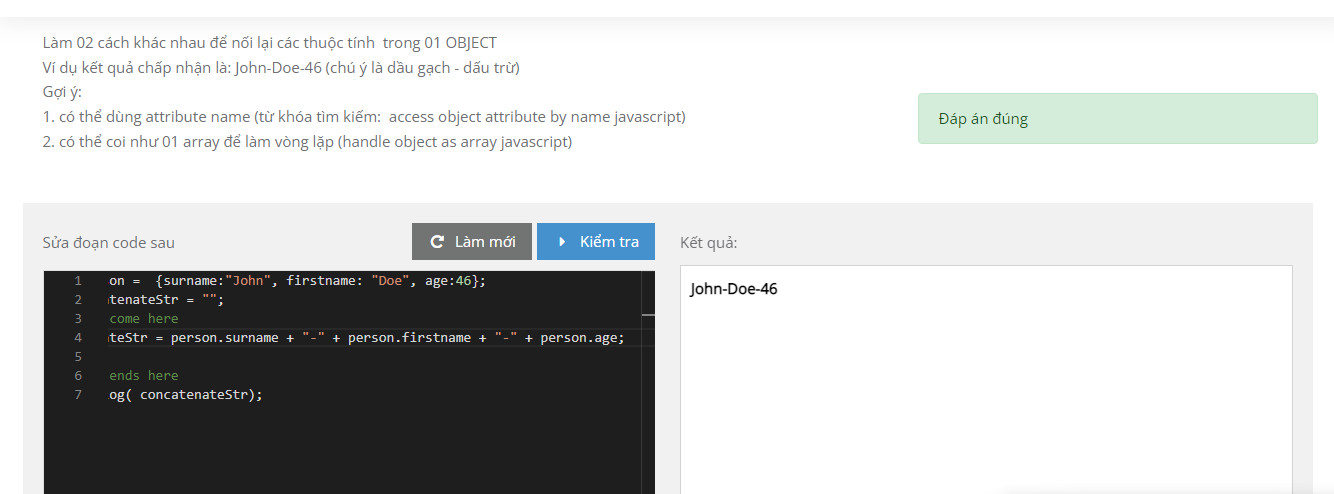 Làm 02 cách khác nhau để nối lại các thuộc tính trong 01 OBJECT
Ví dụ kết quả chấp nhận là: John-Doe-46 (chú ý là dầu gạch - dấu trừ)
Gợi ý:
1. có thể dùng attribute name (từ khóa tìm kiếm: access object attribute by name javascript)
2. có thể coi như 01 array để làm vòng lặp (handle object as array javascript)
Đáp án đúng
Sửa đoạn code sau
Làm mới
Kiểm tra
Kết quả:
1 on = {surname:"John", firstname: "Doe", age:46};
2 tenateStr = "";
3 come here
4 teStr = person.surname + "-" + person.firstname + "-" + person.age;
5
6 ends here
7 og( concatenateStr);
John-Doe-46